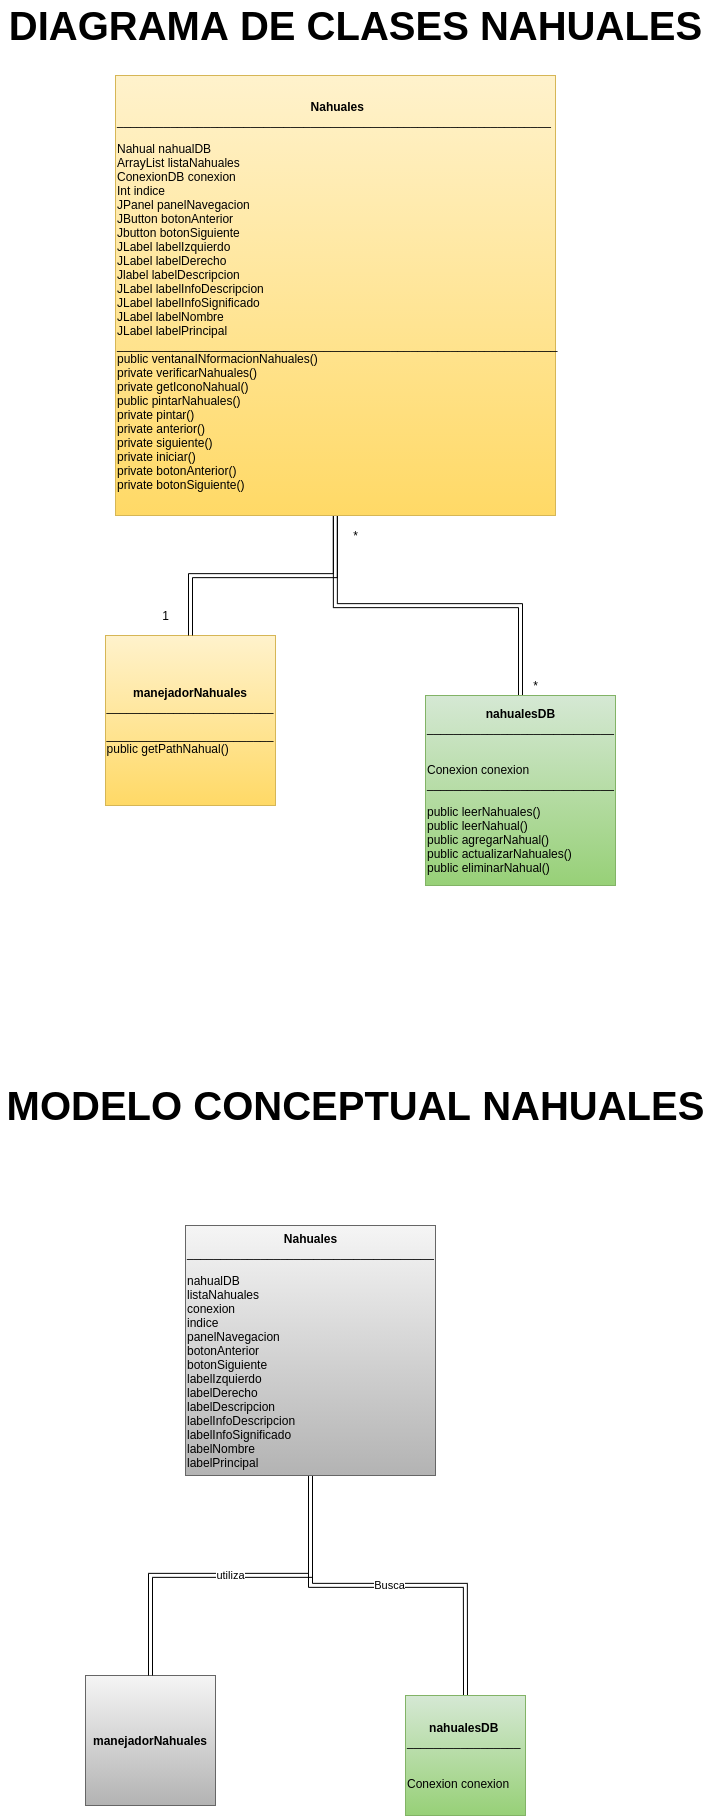 DIAGRAMA DE CLASES NAHUALES
Nahuales
Nahual nahualDB
ArrayList listaNahuales
ConexionDB conexion
Int indice
JPanel panelNavegacion
JButton botonAnterior
Jbutton botonSiguiente
JLabel labelIzquierdo
JLabel labelDerecho
Jlabel labelDescripcion
JLabel labelInfoDescripcion
JLabel labelInfoSignificado
JLabel labelNombre
JLabel labelPrincipal
public ventanaINformacionNahuales()
private verificarNahuales()
private getIconoNahual()
public pintarNahuales()
private pintar()
private anterior()
private siguiente()
private iniciar()
private botonAnterior()
private botonSiguiente()
*
1
manejadorNahuales
public getPathNahual()
*
nahualesDB
Conexion conexion
public leerNahuales()
public leerNahual()
public agregarNahual()
public actualizarNahuales()
public eliminarNahual()
MODELO CONCEPTUAL NAHUALES
Nahuales
nahualDB
listaNahuales
conexion
indice
panelNavegacion
botonAnterior
botonSiguiente
labelIzquierdo
labelDerecho
labelDescripcion
labelInfoDescripcion
labelInfoSignificado
labelNombre
labelPrincipal
utiliza
Busca
manejadorNahuales
nahualesDB
Conexion conexion